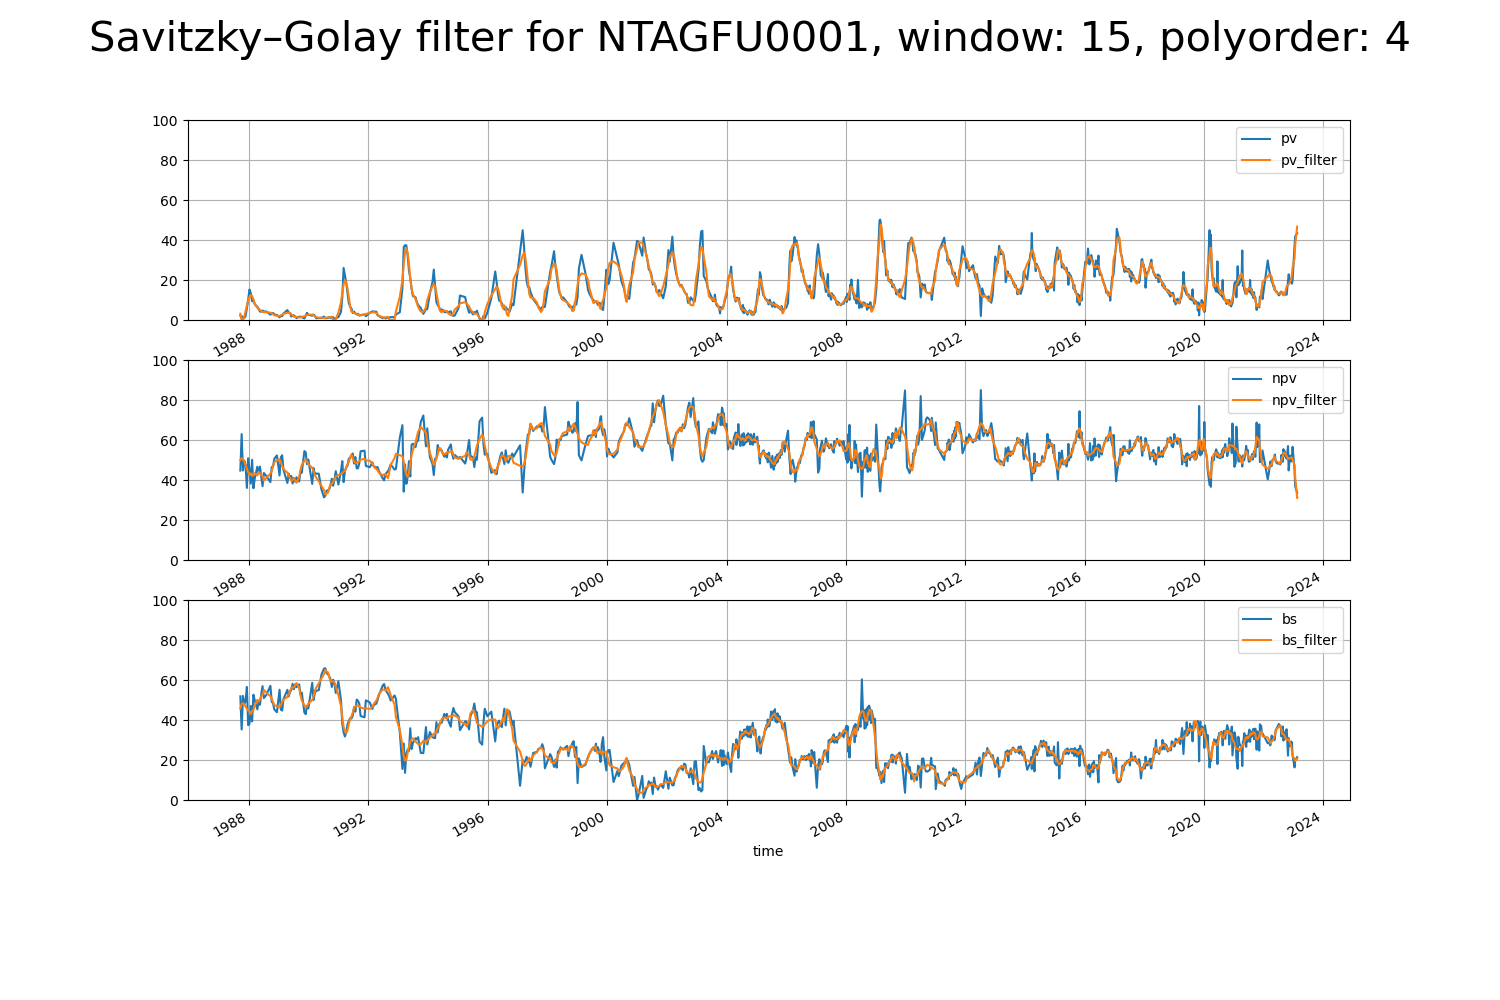 Savitzky–Golay filter for NTAGFU0001, window: 15, polyorder: 4
100
80
60
40
20
0
pv
pv_filter
1988 1992 1996 2000 2004 2008 2012 2016 2020 2024
100
80
60
40
20
0
npv
npv_filter
1988 1992 1996 2000 2004 2008 2012 2016 2020 2024
100
80
60
40
20
0
bs
bs_filter
1988 1992 1996 2000 2004 2008 2012 2016 2020 2024
time